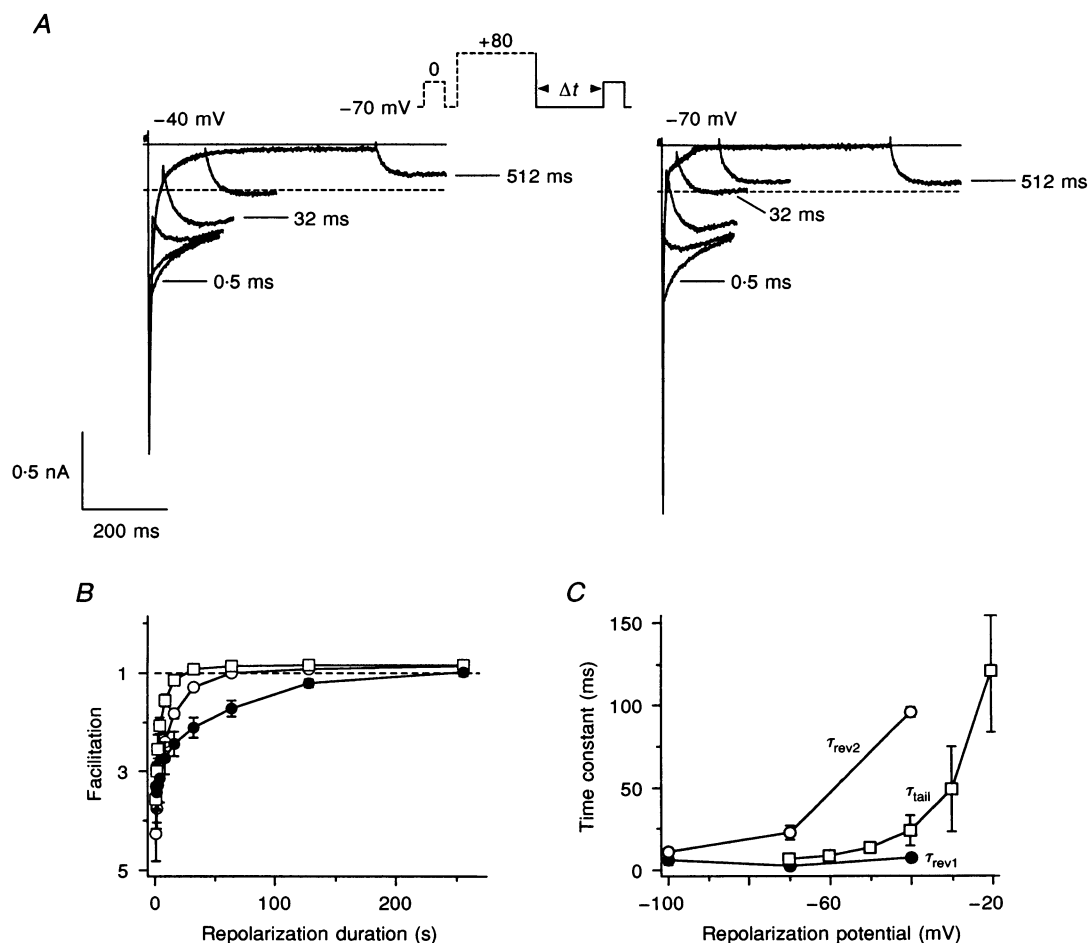 A
+80
0
Δt
−70 mV
−40 mV
512 ms
32 ms
0·5 ms
0·5 nA
200 ms
−70 mV
512 ms
32 ms
0·5 ms
B
Facilitation
1
3
5
0
100
200
Repolarization duration (s)
C
Time constant (ms)
150
100
50
0
τrev2
τtail
τrev1
−100
−60
−20
Repolarization potential (mV)